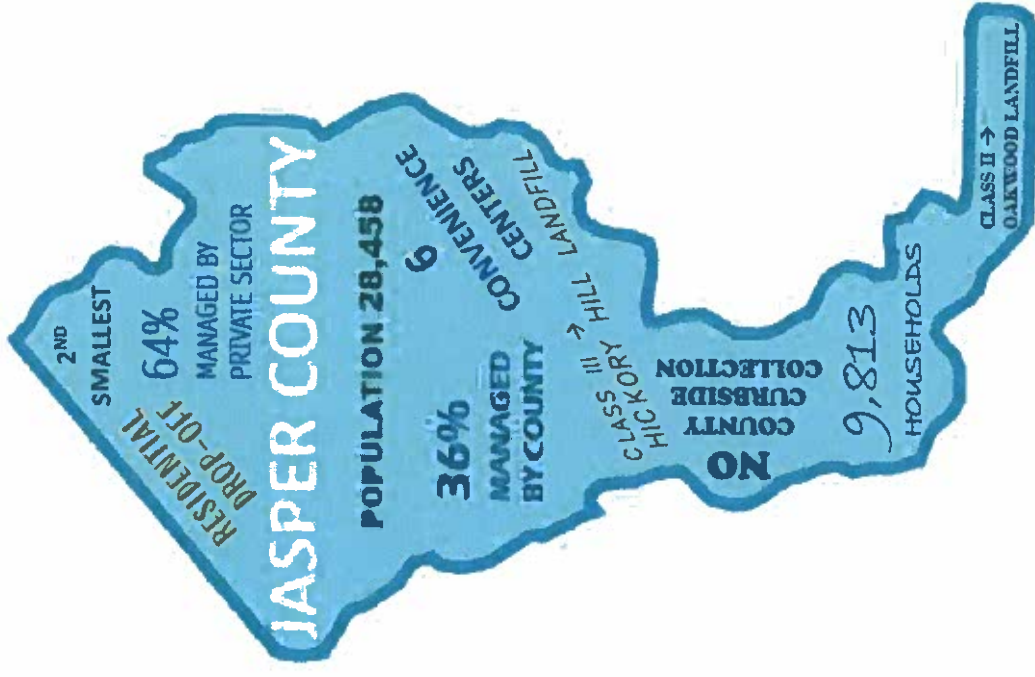 2ND
SMALLEST
RESIDENTIAL
DROP-OFF
64%
MANAGED BY
PRIVATE SECTOR
JASPER COUNTY
POPULATION 28,458
6
CONVENIENCE
CENTERS
36%
MANAGED
BY COUNTY
CLASS III →
HICKORY HILL LANDFILL
NO
COUNTY
CURBSIDE
COLLECTION
9,813
HOUSEHOLDS
CLASS II →
OAKWOOD LANDFILL